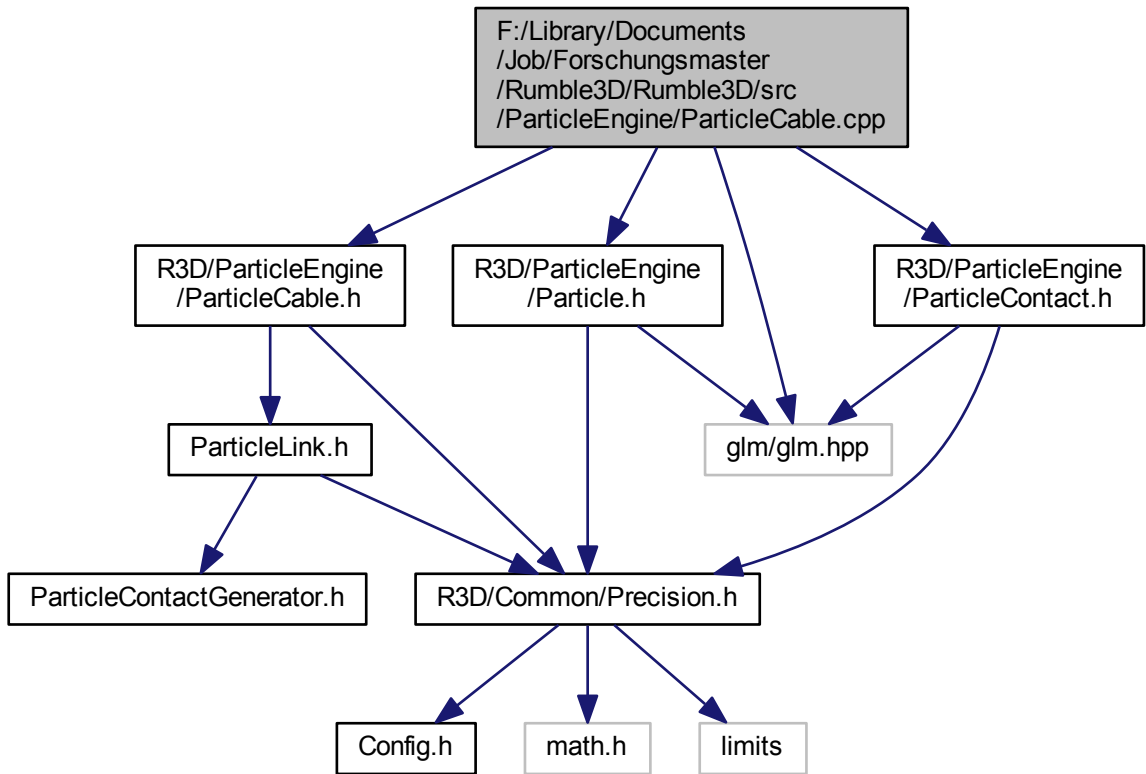 F:/Library/Documents
/Job/Forschungsmaster
/Rumble3D/Rumble3D/src
/ParticleEngine/ParticleCable.cpp
R3D/ParticleEngine
/ParticleCable.h
R3D/ParticleEngine
/Particle.h
R3D/ParticleEngine
/ParticleContact.h
ParticleLink.h
glm/glm.hpp
ParticleContactGenerator.h
R3D/Common/Precision.h
Config.h
math.h
limits